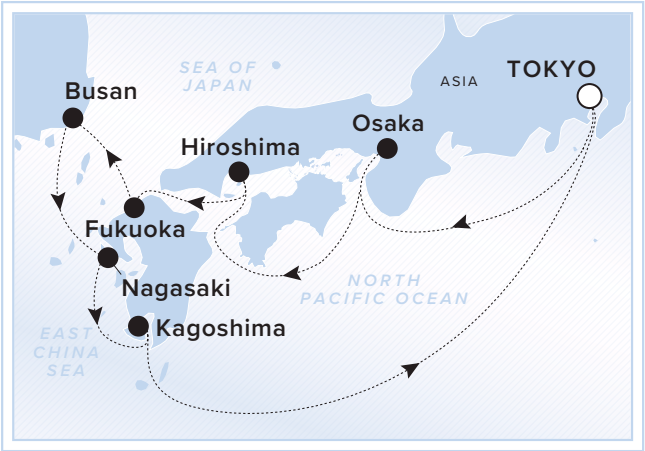 SEA OF
JAPAN
ASIA
TOKYO
Busan
Osaka
Hiroshima
Fukuoka
Nagasaki
NORTH
PACIFIC OCEAN
Kagoshima
EAST
CHINA
SEA